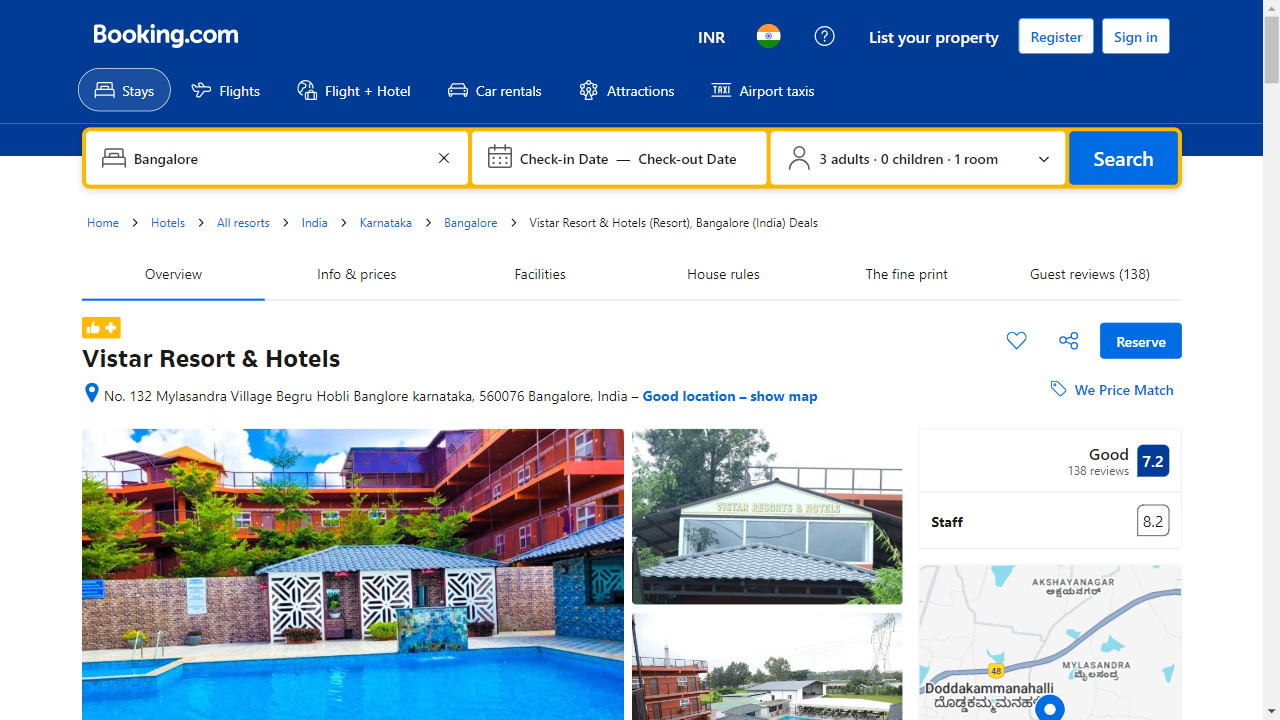 Booking.com
INR
List your property
Register
Sign in
Stays
Flights
Flight + Hotel
Car rentals
Attractions
TAXI Airport taxis
Bangalore
Check-in Date — Check-out Date
3 adults · 0 children · 1 room
Search
Home > Hotels > All resorts > India > Karnataka > Bangalore > Vistar Resort & Hotels (Resort), Bangalore (India) Deals
Overview
Info & prices
Facilities
House rules
The fine print
Guest reviews (138)
Vistar Resort & Hotels
Reserve
No. 132 Mylasandra Village Begru Hobli Banglore karnataka, 560076 Bangalore, India – Good location – show map
We Price Match
VISTAR RESORTS & HOTELS
Good
138 reviews
7.2
Staff
8.2
AKSHAYANAGAR
ಅಕ್ಷಯನಗರ್
MYLASANDRA
ಮೈಲಸಂದ್ರ
48
Doddakammanahalli